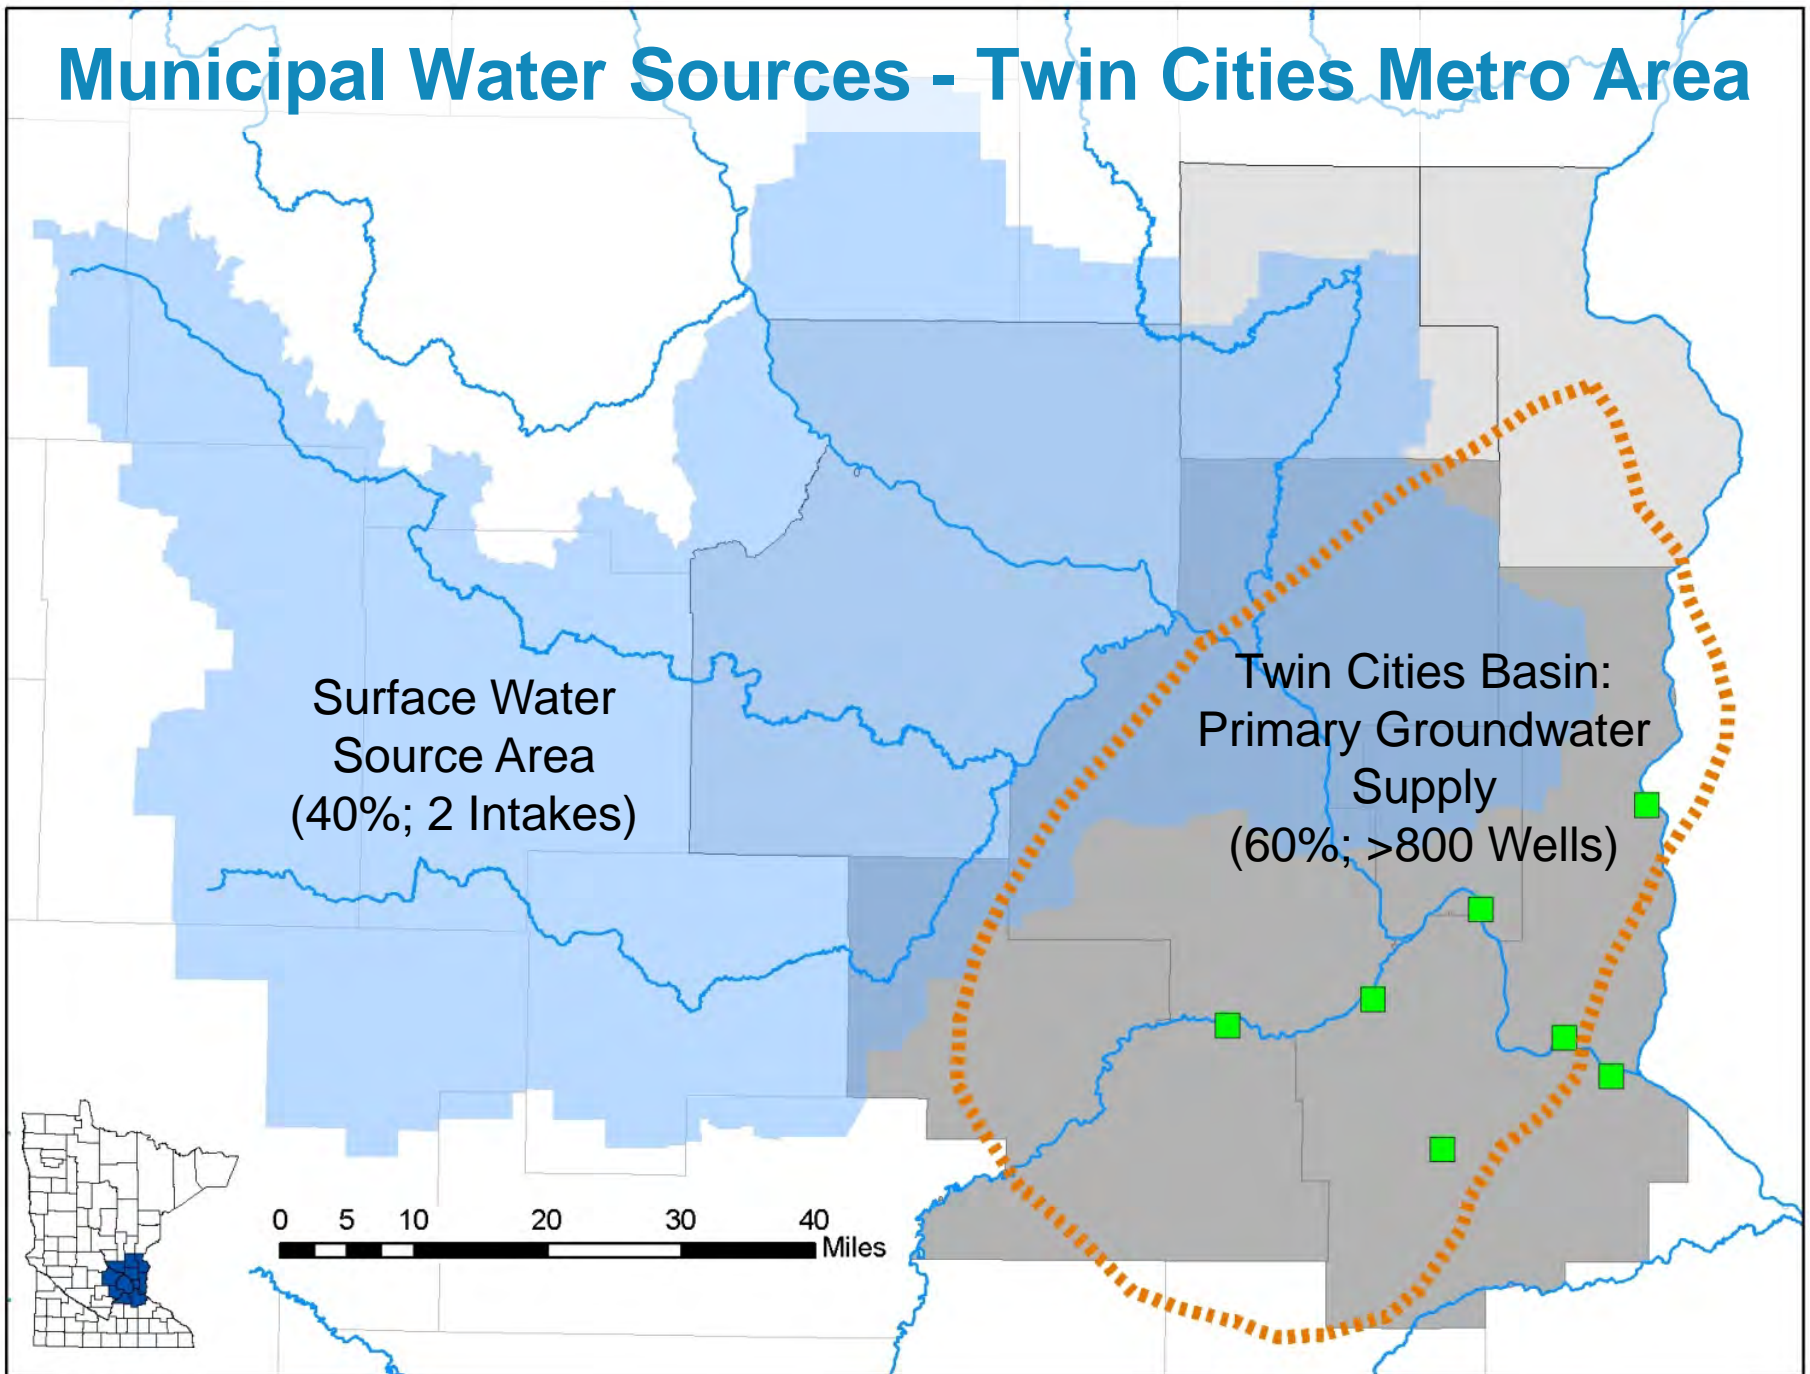 Municipal Water Sources - Twin Cities Metro Area
Surface Water
Source Area
(40%; 2 Intakes)
Twin Cities Basin:
Primary Groundwater
Supply
(60%; >800 Wells)
0 5 10 20 30 40
Miles